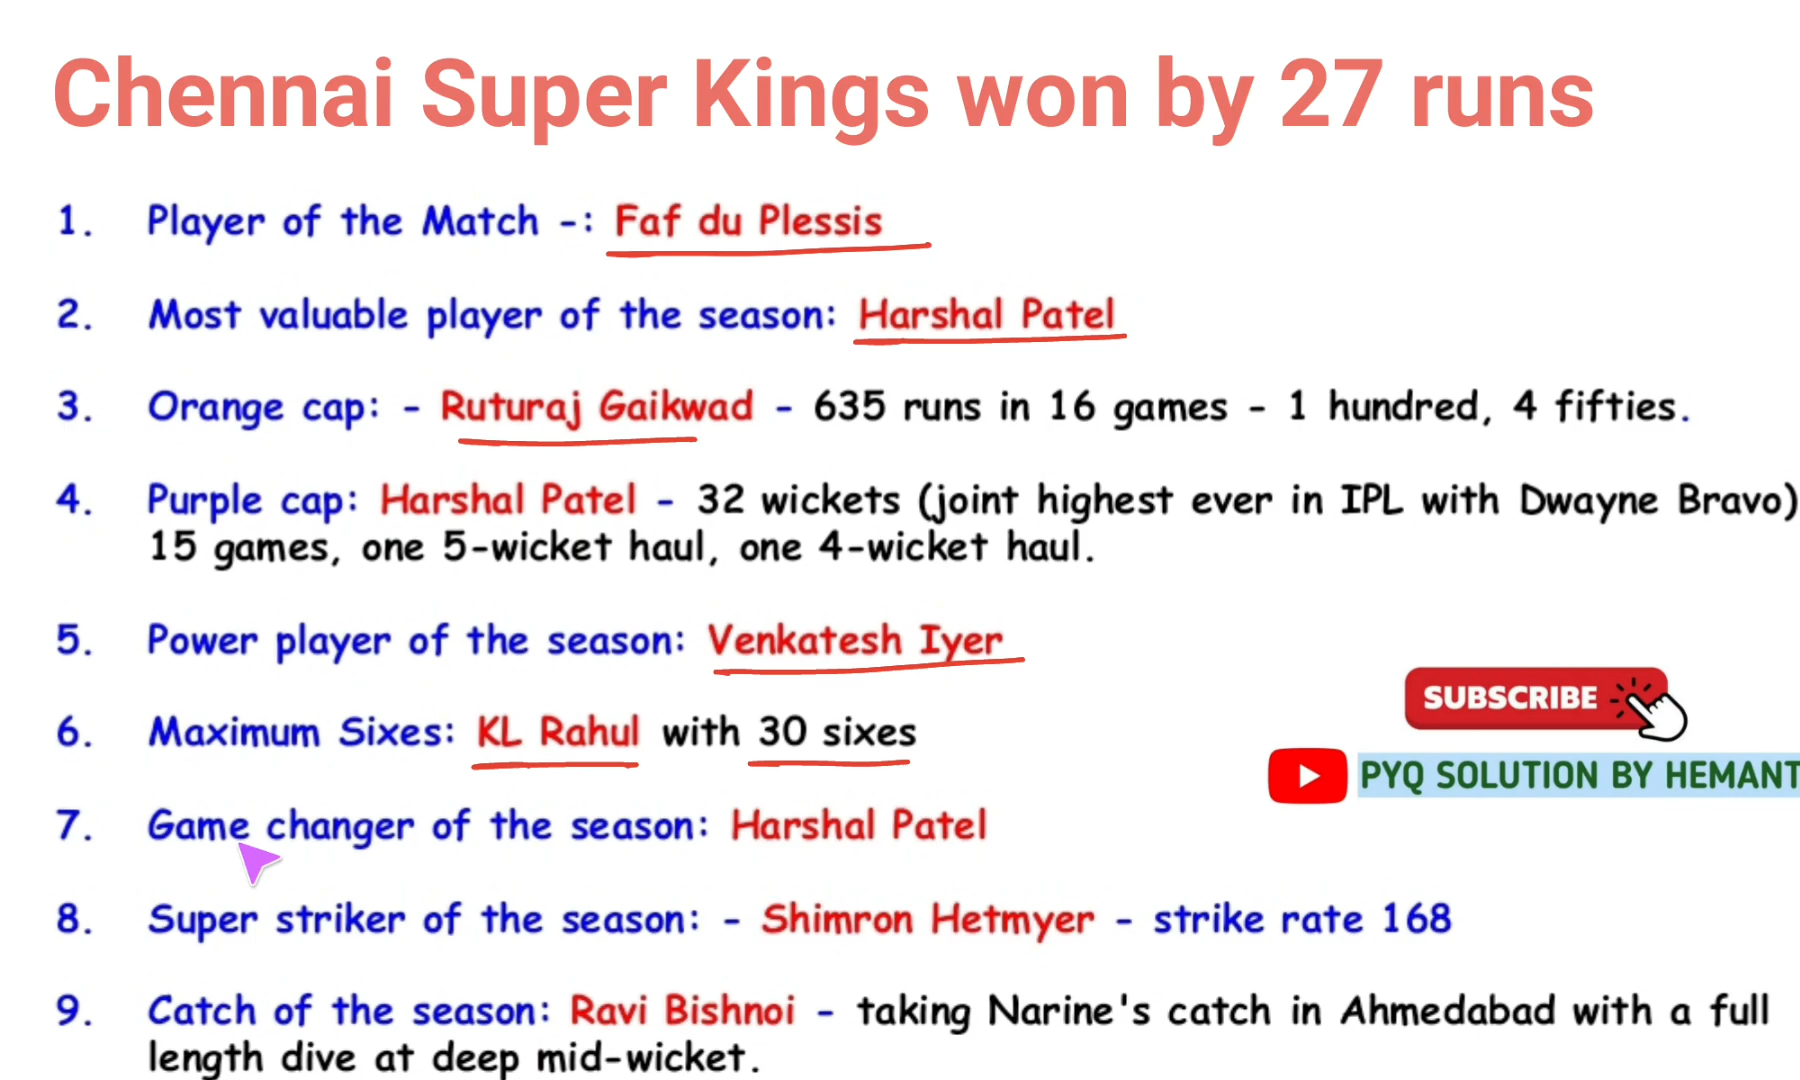 Chennai Super Kings won by 27 runs
1. Player of the Match -: Faf du Plessis
2. Most valuable player of the season: Harshal Patel
3. Orange cap: - Ruturaj Gaikwad - 635 runs in 16 games - 1 hundred, 4 fifties.
4. Purple cap: Harshal Patel - 32 wickets (joint highest ever in IPL with Dwayne Bravo)
15 games, one 5-wicket haul, one 4-wicket haul.
5. Power player of the season: Venkatesh Iyer
6. Maximum Sixes: KL Rahul with 30 sixes
SUBSCRIBE
PYQ SOLUTION BY HEMANT
7. Game changer of the season: Harshal Patel
8. Super striker of the season: - Shimron Hetmyer - strike rate 168
9. Catch of the season: Ravi Bishnoi - taking Narine's catch in Ahmedabad with a full
length dive at deep mid-wicket.